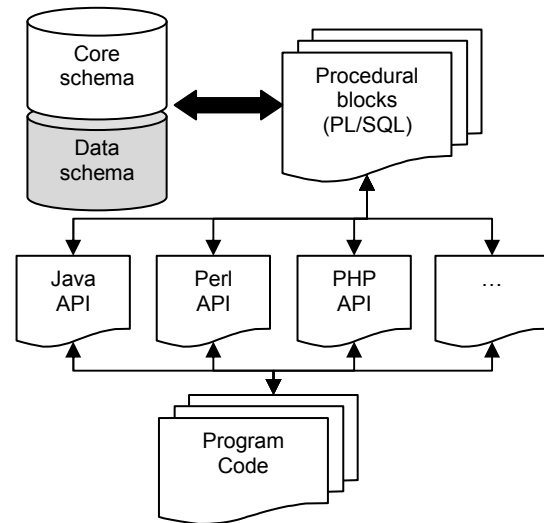 Core
schema
Procedural
blocks
(PL/SQL)
Data
schema
Java
API
Perl
API
PHP
API
...
Program
Code